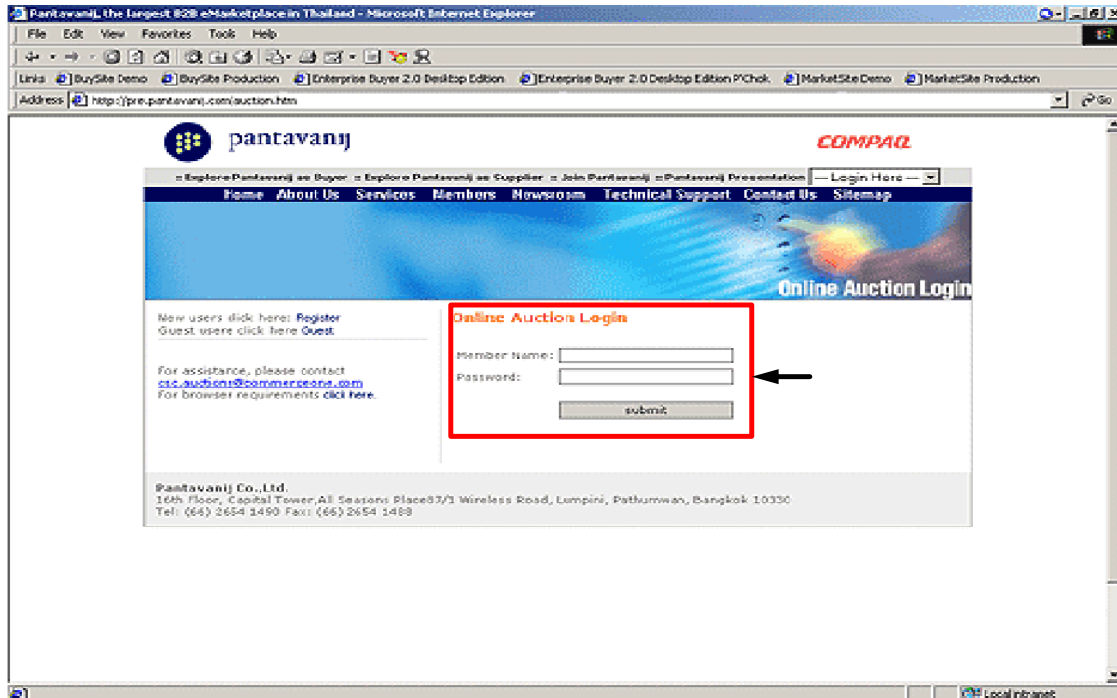 Pantavanij, the largest B2B eMarketplace in Thailand - Microsoft Internet Explorer
File Edit View Favorites Tools Help
Links BuySite Demo BuySite Production Enterprise Buyer 2.0 Desktop Edition Enterprise Buyer 2.0 Desktop Edition P'Chok MarketSite Demo MarketSite Production
Address http://pre.pantavanij.com/auction.htm Go
pantavanij
COMPAQ
:: Explore Pantavanij as Buyer :: Explore Pantavanij as Supplier :: Join Pantavanij :: Pantavanij Presentation --- Login Here ---
Home About Us Services Members Newsroom Technical Support Contact Us Sitemap
Online Auction Login
New users click here: Register
Guest users click here Guest
For assistance, please contact
csc.auctions@commerceone.com
For browser requirements click here.
Online Auction Login
Member Name:
Password:
submit
Pantavanij Co.,Ltd.
16th Floor, Capital Tower,All Seasons Place87/1 Wireless Road, Lumpini, Pathumwan, Bangkok 10330
Tel: (66) 2654 1490 Fax: (66) 2654 1488
Local intranet